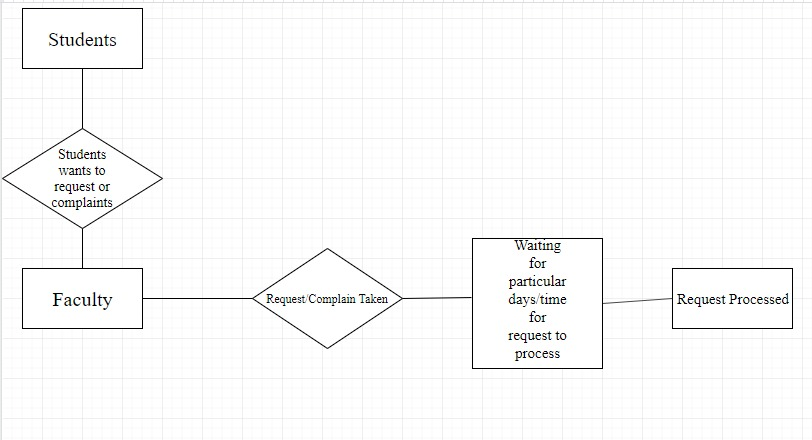 Students
Students
wants to
request or
complaints
Faculty
Request/Complain Taken
Waiting
for
particular
days/time
for
request to
process
Request Processed